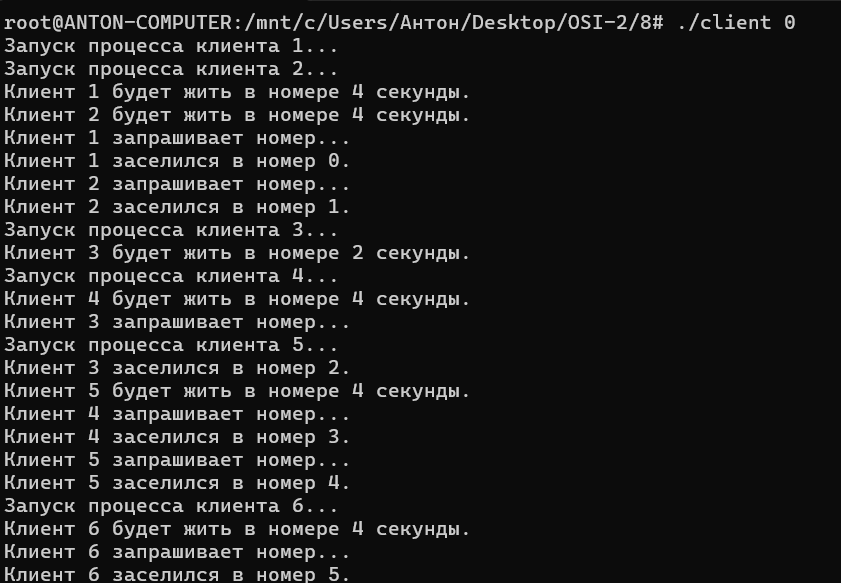 root@ANTON-COMPUTER:/mnt/c/Users/Антон/Desktop/OSI-2/8# ./client 0
Запуск процесса клиента 1...
Запуск процесса клиента 2...
Клиент 1 будет жить в номере 4 секунды.
Клиент 2 будет жить в номере 4 секунды.
Клиент 1 запрашивает номер...
Клиент 1 заселился в номер 0.
Клиент 2 запрашивает номер...
Клиент 2 заселился в номер 1.
Запуск процесса клиента 3...
Клиент 3 будет жить в номере 2 секунды.
Запуск процесса клиента 4...
Клиент 4 будет жить в номере 4 секунды.
Клиент 3 запрашивает номер...
Запуск процесса клиента 5...
Клиент 3 заселился в номер 2.
Клиент 5 будет жить в номере 4 секунды.
Клиент 4 запрашивает номер...
Клиент 4 заселился в номер 3.
Клиент 5 запрашивает номер...
Клиент 5 заселился в номер 4.
Запуск процесса клиента 6...
Клиент 6 будет жить в номере 4 секунды.
Клиент 6 запрашивает номер...
Клиент 6 заселился в номер 5.